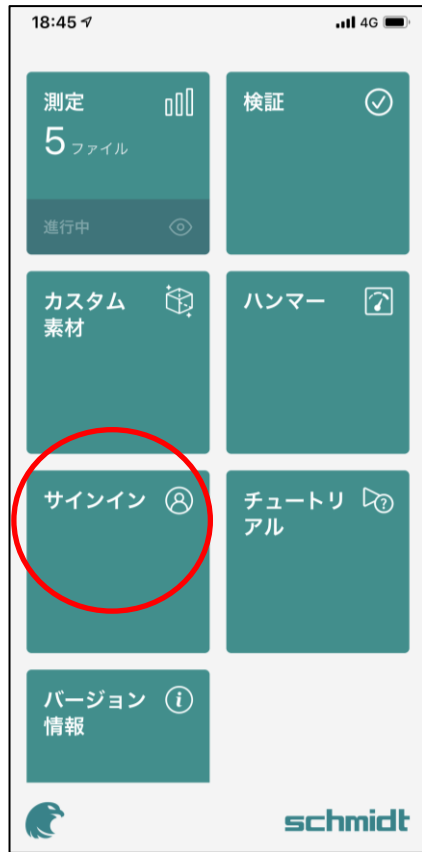 18:45
4G
測定
5 ファイル
進行中
検証
カスタム
素材
ハンマー
サインイン
チュートリ
アル
バージョン
情報
schmidt